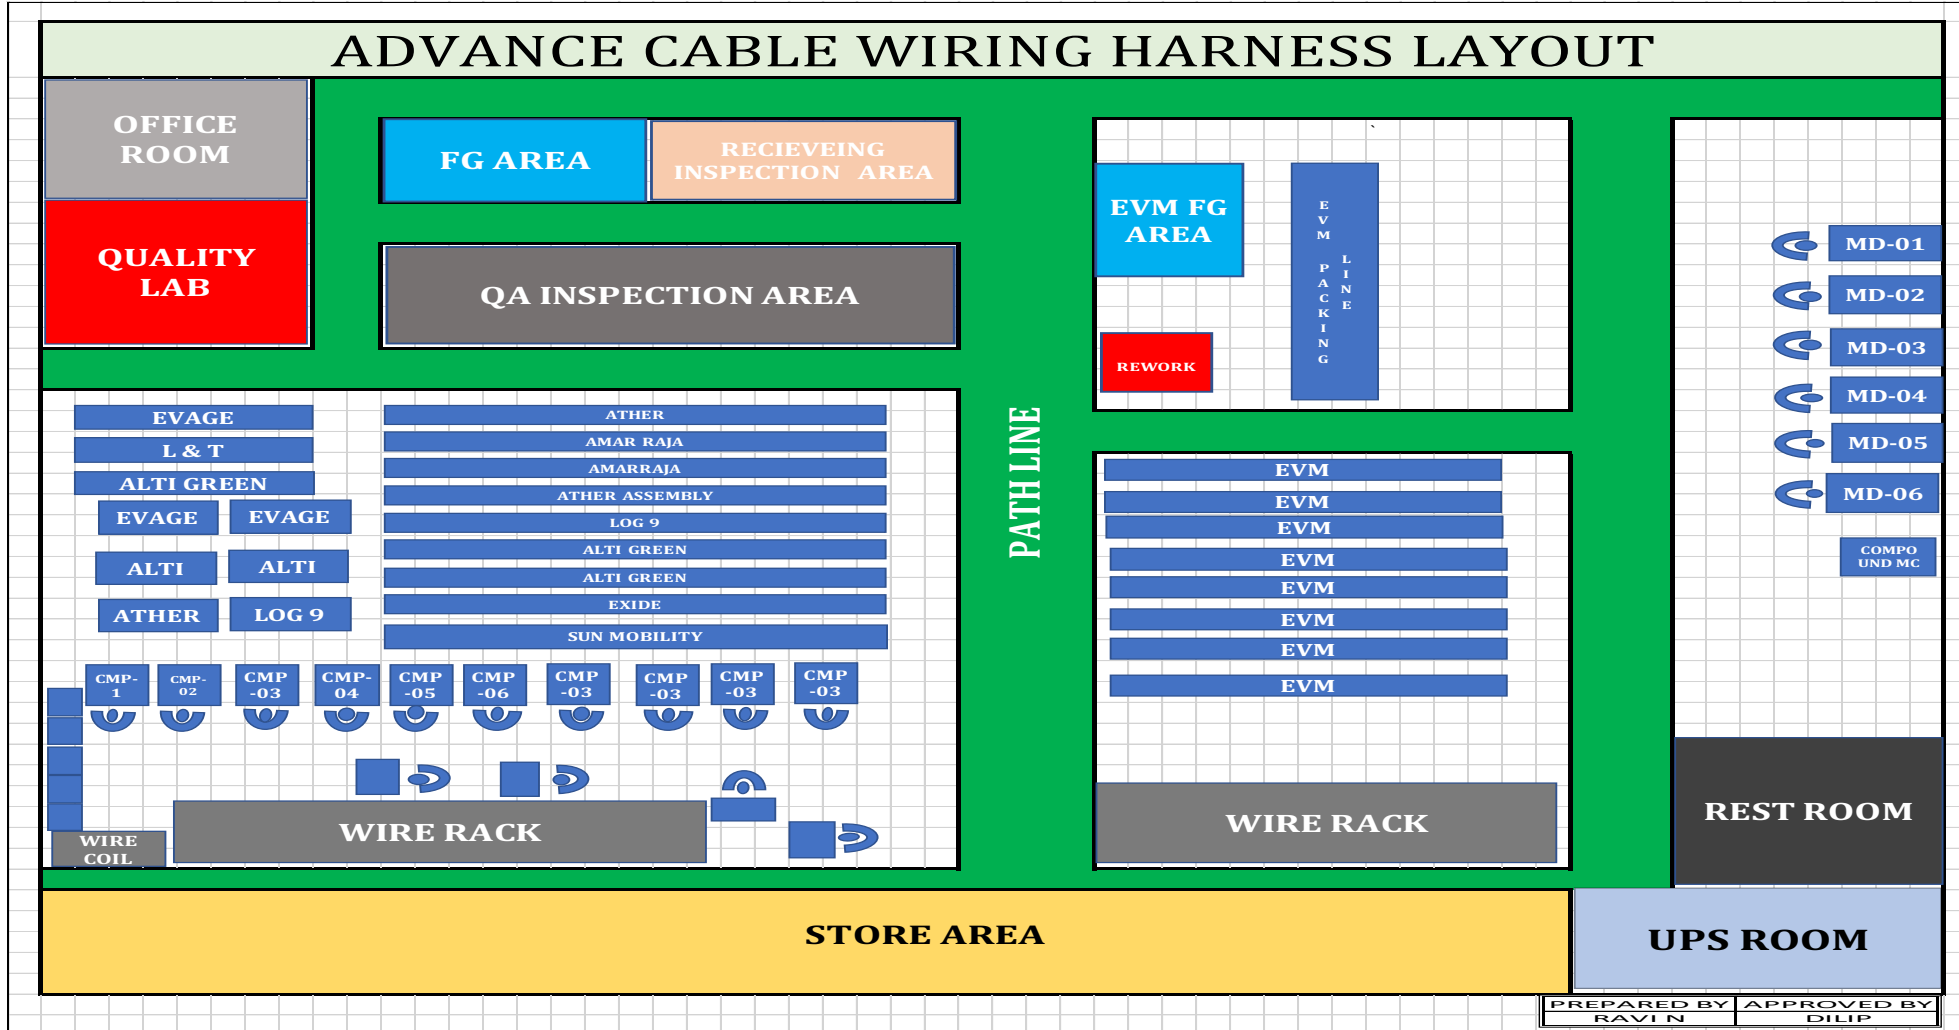 ADVANCE CABLE WIRING HARNESS LAYOUT
OFFICE
ROOM
QUALITY
LAB
FG AREA
RECIEVEING
INSPECTION AREA
QA INSPECTION AREA
EVM FG
AREA
REWORK
EVM PACKING
LINE
`
MD-01
MD-02
MD-03
MD-04
MD-05
MD-06
COMPO
UND MC
PATH LINE
EVAGE
L & T
ALTI GREEN
EVAGE
EVAGE
ALTI
ALTI
ATHER
LOG 9
ATHER
AMAR RAJA
AMARRAJA
ATHER ASSEMBLY
LOG 9
ALTI GREEN
ALTI GREEN
EXIDE
SUN MOBILITY
CMP-
1
CMP-
02
CMP
-03
CMP-
04
CMP
-05
CMP
-06
CMP
-03
CMP
-03
CMP
-03
CMP
-03
WIRE
COIL
WIRE RACK
EVM
EVM
EVM
EVM
EVM
EVM
EVM
EVM
WIRE RACK
REST ROOM
STORE AREA
UPS ROOM
PREPARED BY
APPROVED BY
RAVI N
DILIP